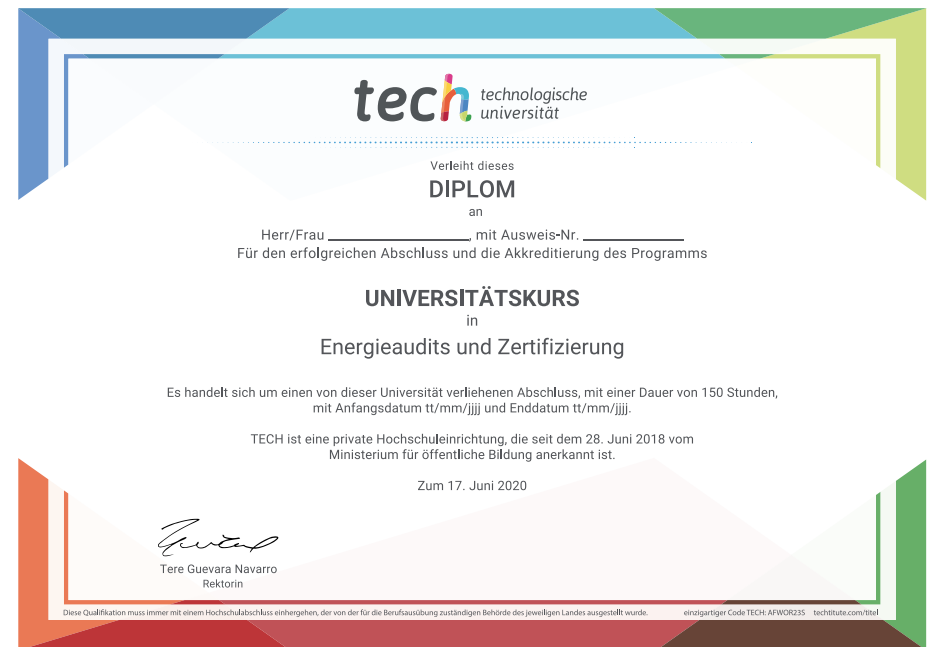 tech technologische
universität
Verleiht dieses
DIPLOM
an
Herr/Frau ____________________, mit Ausweis-Nr. ______________
Für den erfolgreichen Abschluss und die Akkreditierung des Programms
UNIVERSITÄTSKURS
in
Energieaudits und Zertifizierung
Es handelt sich um einen von dieser Universität verliehenen Abschluss, mit einer Dauer von 150 Stunden,
mit Anfangsdatum tt/mm/jjjj und Enddatum tt/mm/jjjj.
TECH ist eine private Hochschuleinrichtung, die seit dem 28. Juni 2018 vom
Ministerium für öffentliche Bildung anerkannt ist.
Zum 17. Juni 2020
Tere Guevara Navarro
Rektorin
Diese Qualifikation muss immer mit einem Hochschulabschluss einhergehen, der von der für die Berufsausübung zuständigen Behörde des jeweiligen Landes ausgestellt wurde. einzigartiger Code TECH: AFWOR23S techtitute.com/titel